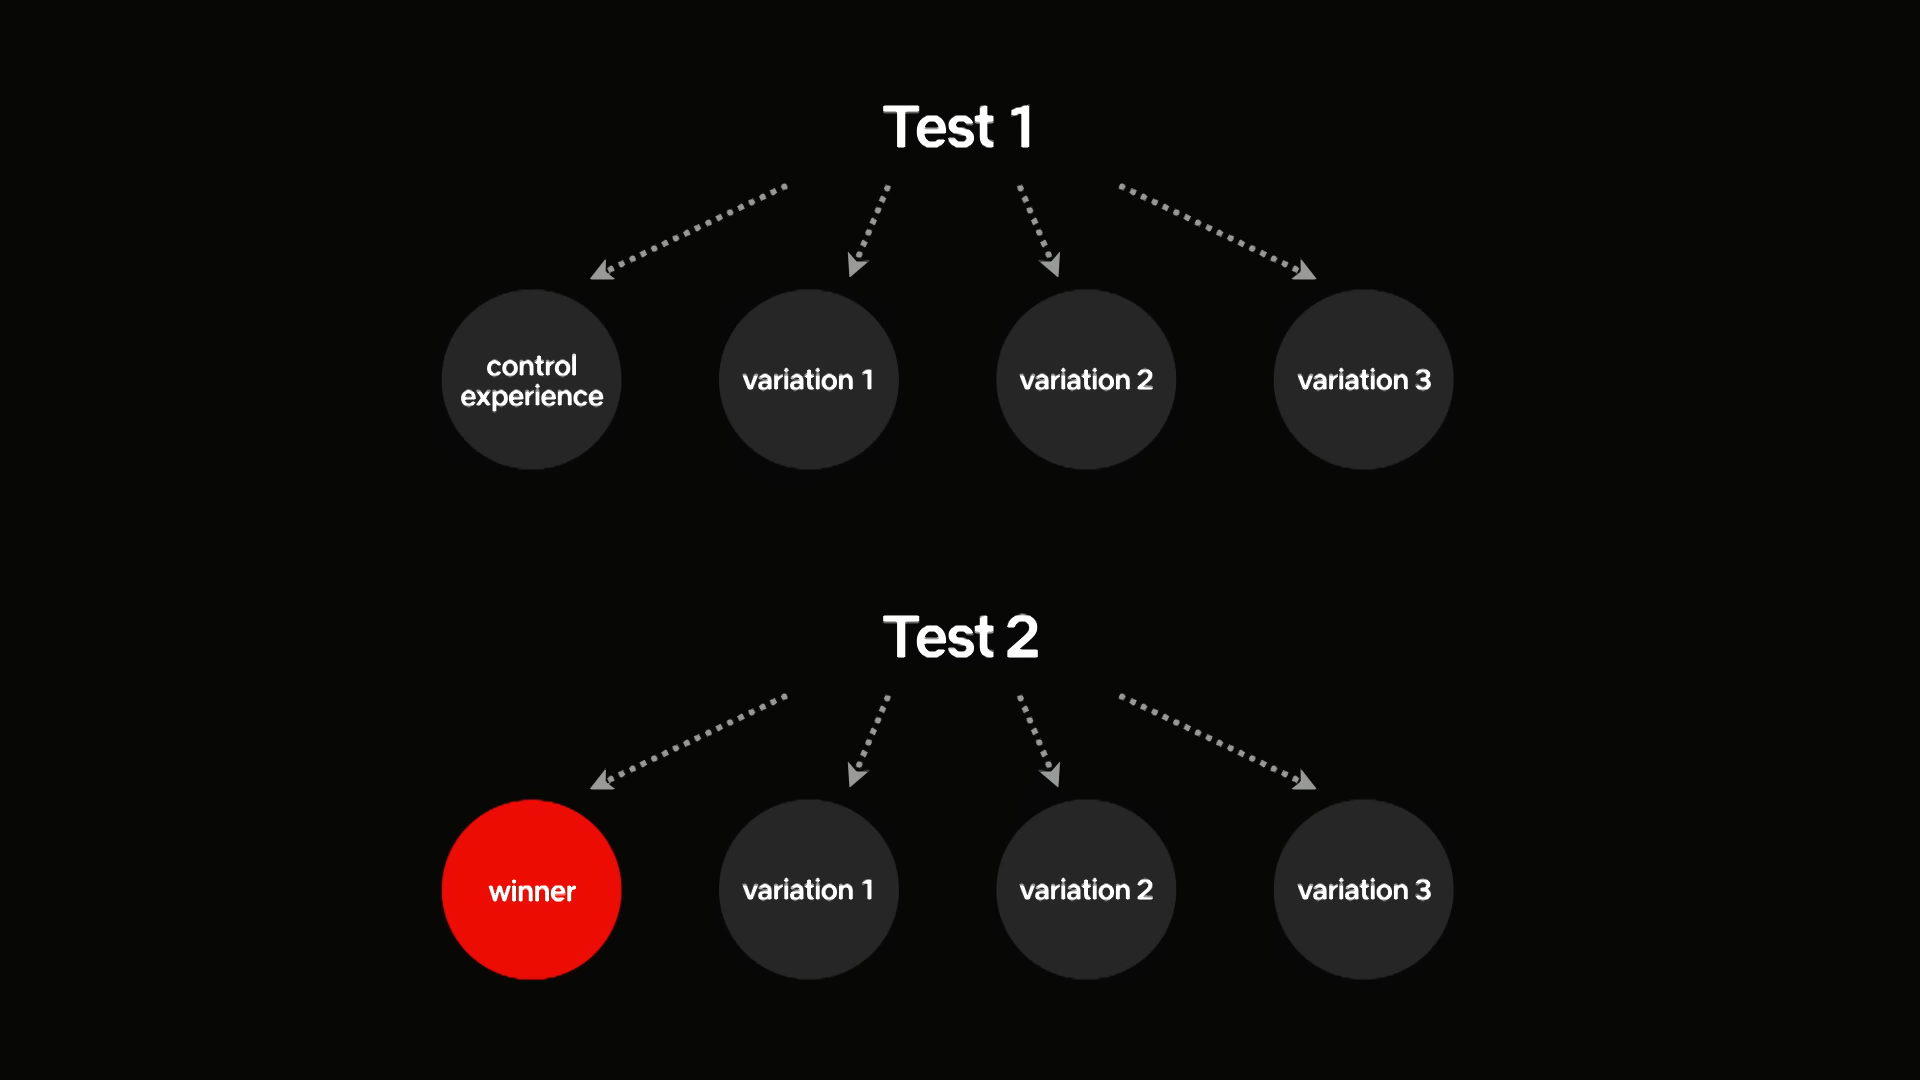 Test 1
control
experience
variation 1
variation 2
variation 3
Test 2
winner
variation 1
variation 2
variation 3